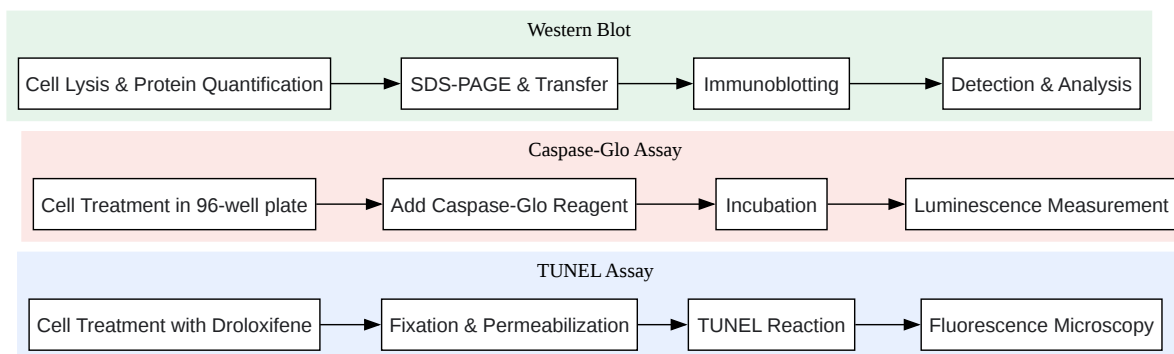 Western Blot
Cell Lysis & Protein Quantification
SDS-PAGE & Transfer
Immunoblotting
Detection & Analysis
Caspase-Glo Assay
Cell Treatment in 96-well plate
Add Caspase-Glo Reagent
Incubation
Luminescence Measurement
TUNEL Assay
Cell Treatment with Droloxifene
Fixation & Permeabilization
TUNEL Reaction
Fluorescence Microscopy